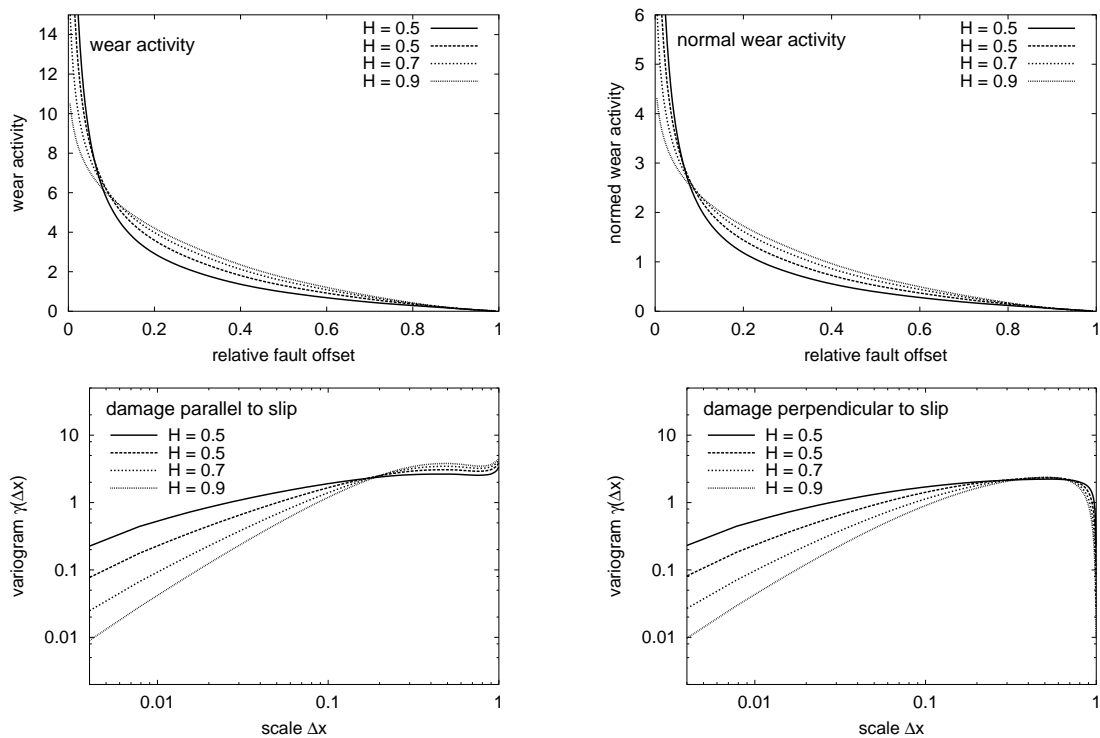 wear activity
H = 0.5
H = 0.5
H = 0.7
H = 0.9
wear activity
14
12
10
8
6
4
2
0
0 0.2 0.4 0.6 0.8 1
relative fault offset
normal wear activity
H = 0.5
H = 0.5
H = 0.7
H = 0.9
normed wear activity
6
5
4
3
2
1
0
0 0.2 0.4 0.6 0.8 1
relative fault offset
damage parallel to slip
H = 0.5
H = 0.5
H = 0.7
H = 0.9
variogram γ(Δx)
10
1
0.1
0.01
0.01 0.1 1
scale Δx
damage perpendicular to slip
H = 0.5
H = 0.5
H = 0.7
H = 0.9
variogram γ(Δx)
10
1
0.1
0.01
0.01 0.1 1
scale Δx